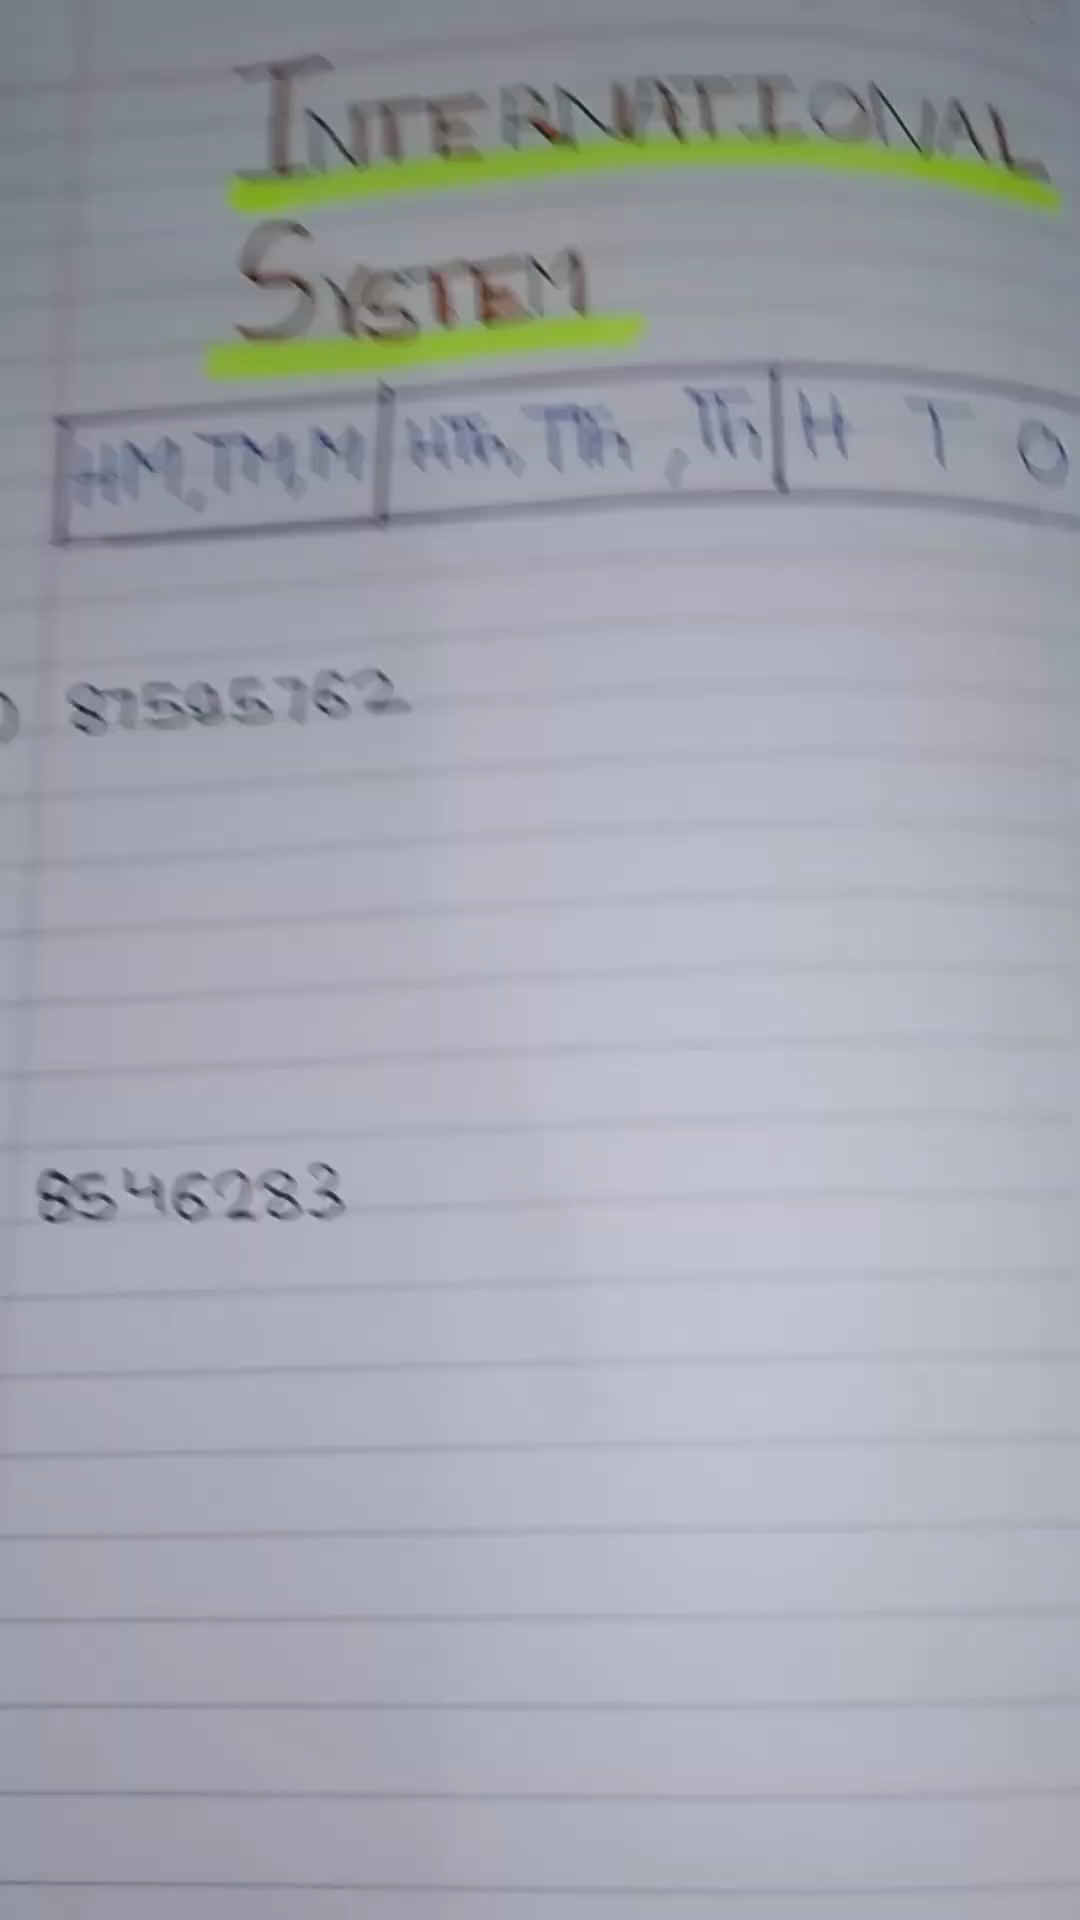 INTERNATIONAL
SYSTEM
HM, TM, M | HTh, TTh, Th | H T O
) 87595762
8546283